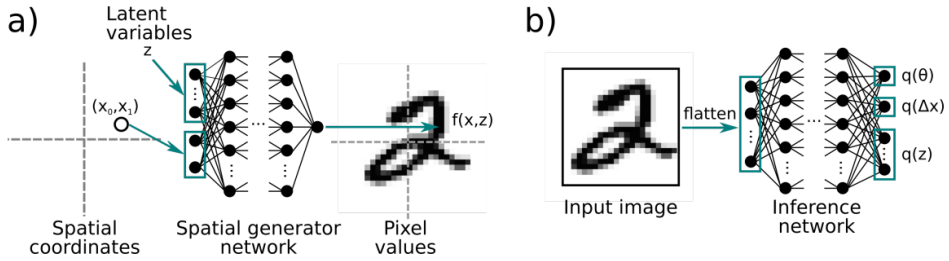 a)
Latent
variables
z
(x₀,x₁)
...
f(x,z)
Spatial
coordinates
Spatial generator
network
Pixel
values
b)
flatten
...
q(θ)
q(Δx)
q(z)
Input image
Inference
network